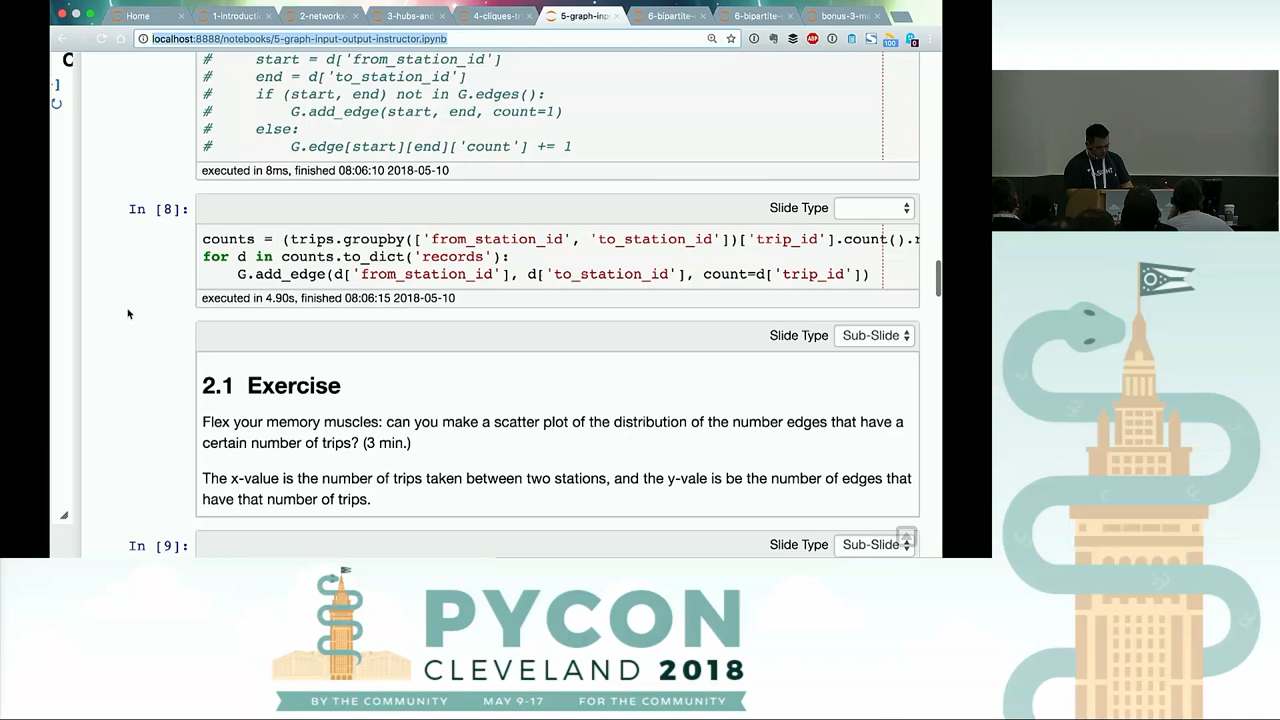 Home
1-introducti
2-networkx-
3-hubs-and
4-cliques-tri
5-graph-inp
6-bipartite-
6-bipartite-
bonus-3-m
localhost:8888/notebooks/5-graph-input-output-instructor.ipynb
100
0
# start = d['from_station_id']
# end = d['to_station_id']
# if (start, end) not in G.edges():
# G.add_edge(start, end, count=1)
# else:
# G.edge[start][end]['count'] += 1
executed in 8ms, finished 08:06:10 2018-05-10
In [8]:
Slide Type
counts = (trips.groupby(['from_station_id', 'to_station_id'])['trip_id'].count().r
for d in counts.to_dict('records'):
G.add_edge(d['from_station_id'], d['to_station_id'], count=d['trip_id'])
executed in 4.90s, finished 08:06:15 2018-05-10
Slide Type Sub-Slide
2.1 Exercise
Flex your memory muscles: can you make a scatter plot of the distribution of the number edges that have a
certain number of trips? (3 min.)
The x-value is the number of trips taken between two stations, and the y-vale is be the number of edges that
have that number of trips.
In [9]:
Slide Type Sub-Slide
PYCON
CLEVELAND 2018
BY THE COMMUNITY MAY 9-17 FOR THE COMMUNITY